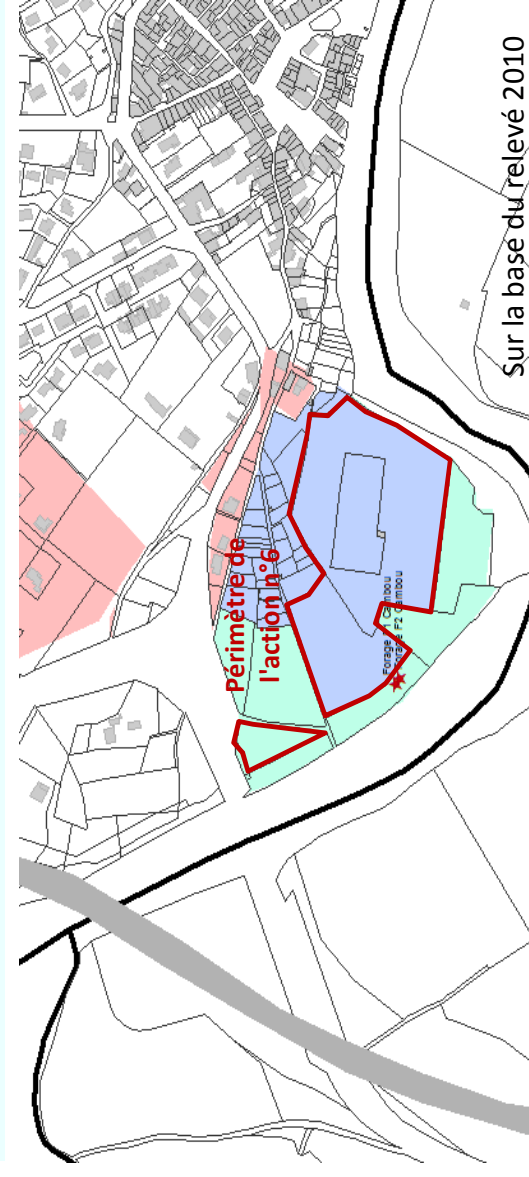 Périmètre de
l'action n°6
Forage F1 Cambou
Forage F2 Cambou
Sur la base du relevé 2010